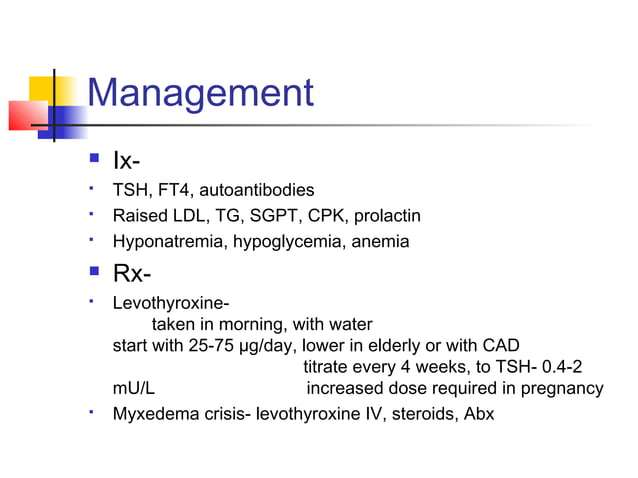 Management
Ix-
TSH, FT4, autoantibodies
Raised LDL, TG, SGPT, CPK, prolactin
Hyponatremia, hypoglycemia, anemia
Rx-
Levothyroxine-
taken in morning, with water
start with 25-75 µg/day, lower in elderly or with CAD
titrate every 4 weeks, to TSH- 0.4-2
mU/L increased dose required in pregnancy
Myxedema crisis- levothyroxine IV, steroids, Abx